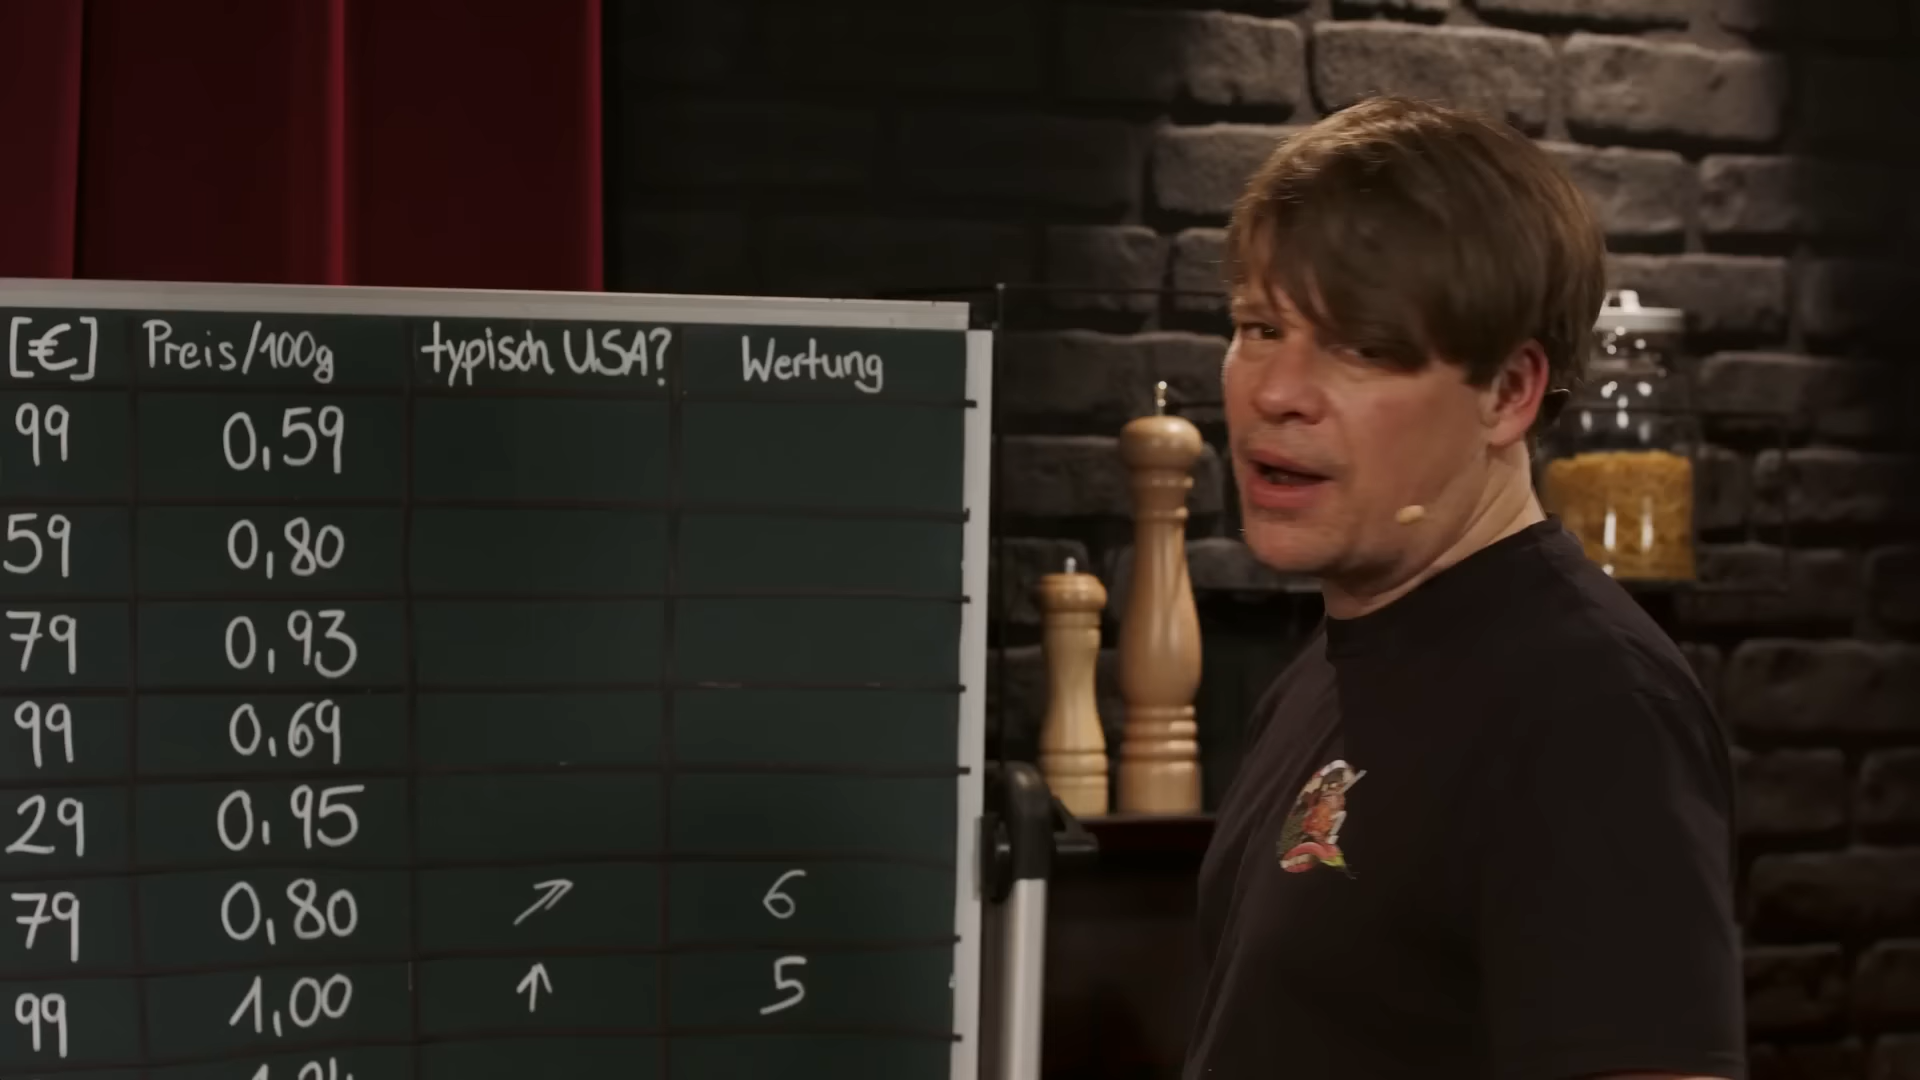 [€] Preis/100g typisch USA? Wertung
99 0,59
59 0,80
79 0,93
99 0,69
29 0,95
79 0,80 ↗ 6
99 1,00 ↑ 5